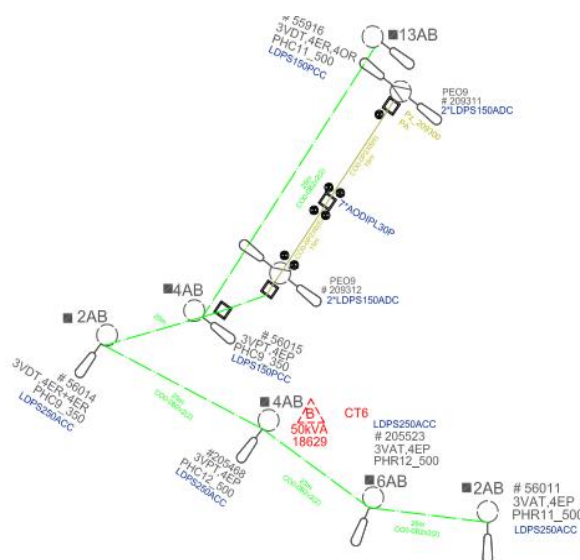 # 55916
3VDT,4ER,4OR
PHC11_500
LDPS150PCC
13AB
PEO9
# 209311
2*LDPS150ADC
7*AODIPL30P
PEO9
# 209312
2*LDPS150ADC
4AB
# 56015
3VPT,4EP
PHC9_350
LDPS150PCC
2AB
# 56014
3VDT,4ER+4ER
PHC9_350
LDPS250ACC
4AB
B
50kVA
18629
CT6
#205468
3VPT,4EP
PHC12_500
LDPS250ACC
LDPS250ACC
# 205523
3VAT,4EP
PHR12_500
6AB
2AB
# 56011
3VAT,4EP
PHR11_500
LDPS250ACC